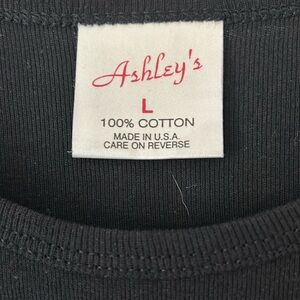 Ashley's
L
100% COTTON
MADE IN U.S.A.
CARE ON REVERSE